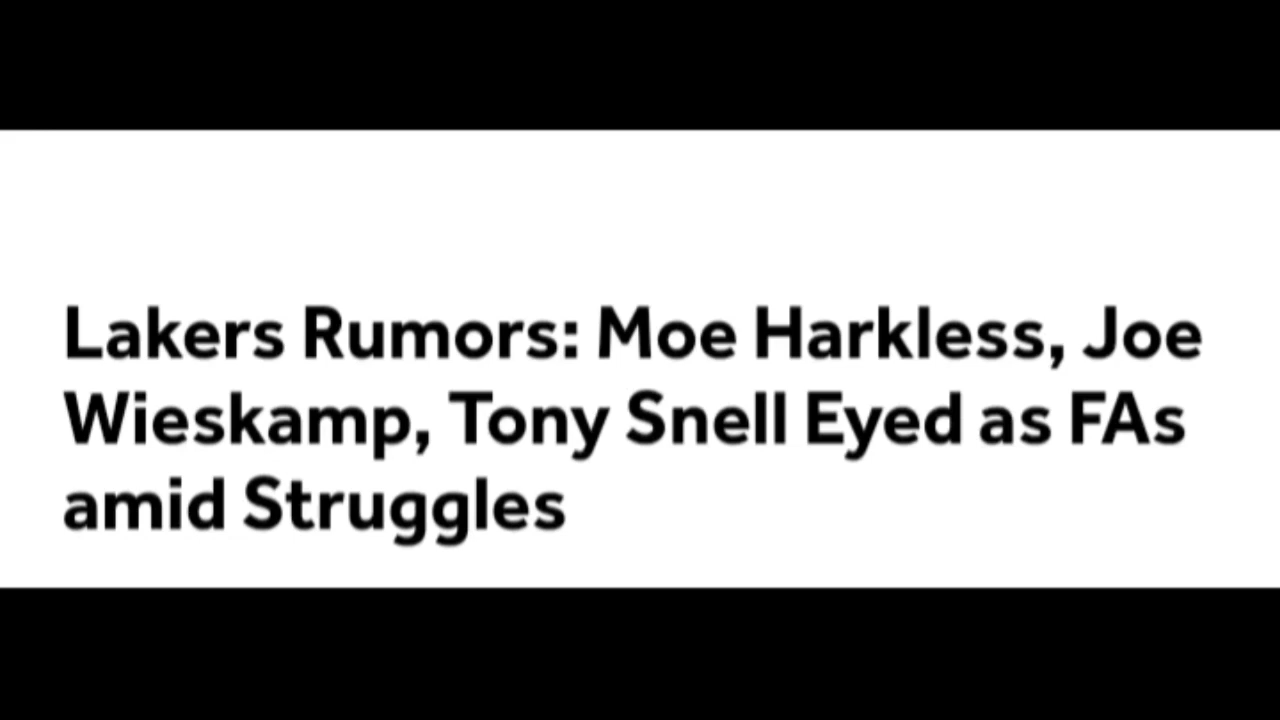 Lakers Rumors: Moe Harkless, Joe
Wieskamp, Tony Snell Eyed as FAs
amid Struggles